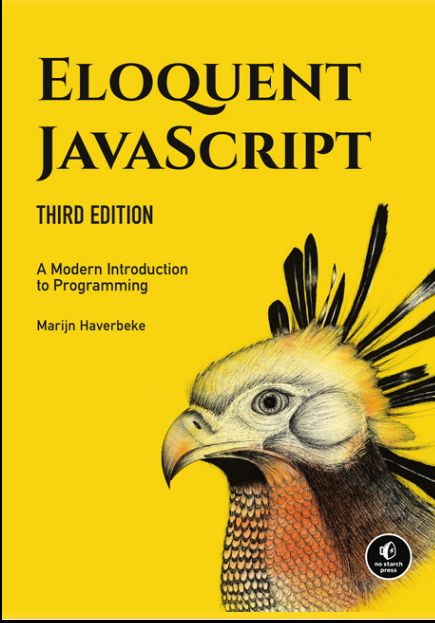 ELOQUENT
JAVASCRIPT
THIRD EDITION
A Modern Introduction
to Programming
Marijn Haverbeke
no starch
press